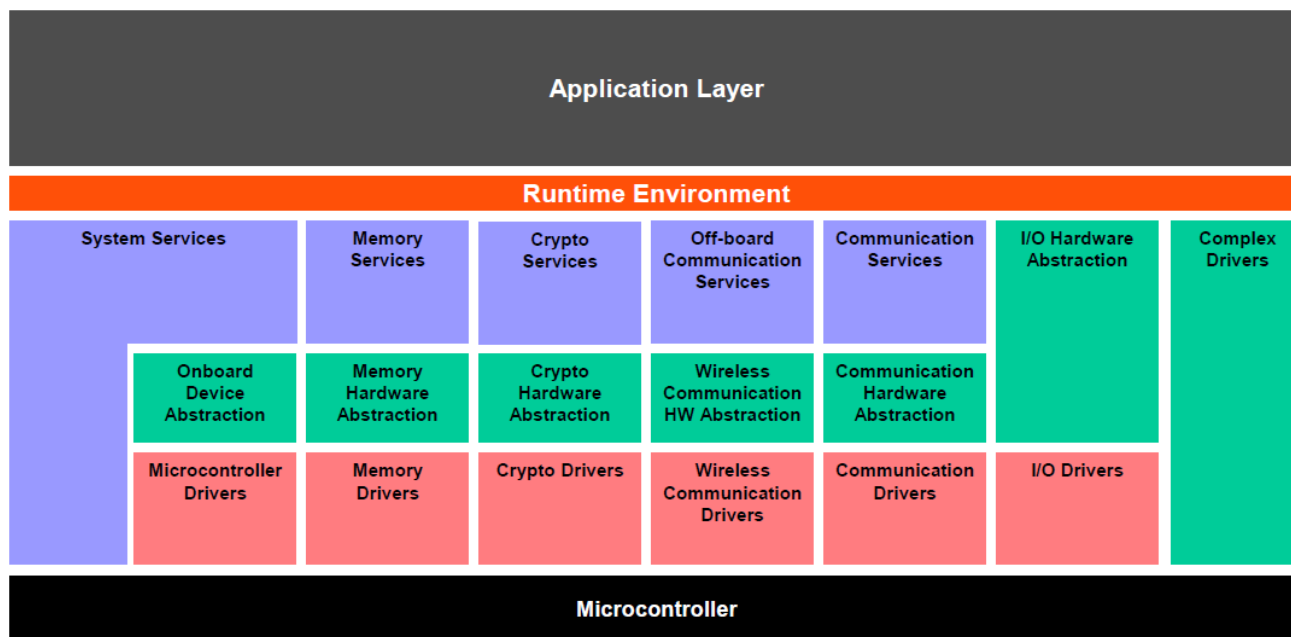 Application Layer
Runtime Environment
System Services
Memory
Services
Crypto
Services
Off-board
Communication
Services
Communication
Services
I/O Hardware
Abstraction
Complex
Drivers
Onboard
Device
Abstraction
Memory
Hardware
Abstraction
Crypto
Hardware
Abstraction
Wireless
Communication
HW Abstraction
Communication
Hardware
Abstraction
Microcontroller
Drivers
Memory
Drivers
Crypto Drivers
Wireless
Communication
Drivers
Communication
Drivers
I/O Drivers
Microcontroller